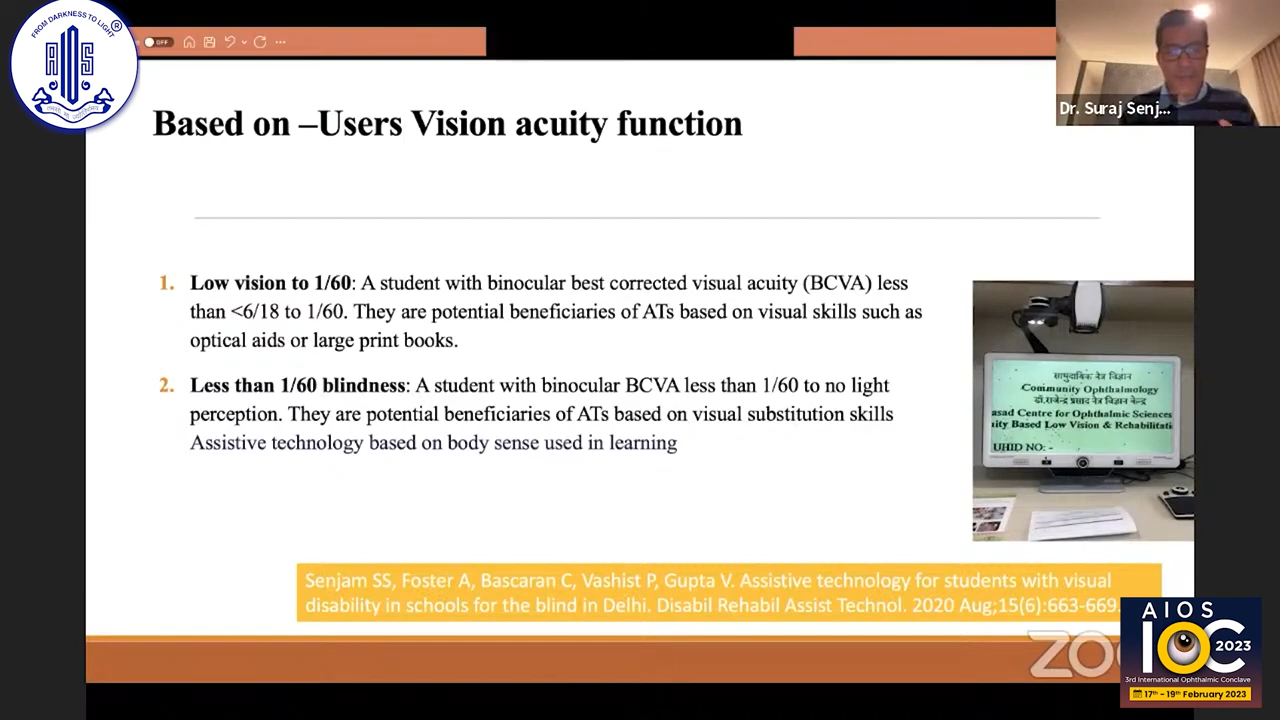 FROM DARKNESS TO LIGHT
®
AIOS
OFF
Dr. Suraj Senj...
Based on –Users Vision acuity function
1. Low vision to 1/60: A student with binocular best corrected visual acuity (BCVA) less
than <6/18 to 1/60. They are potential beneficiaries of ATs based on visual skills such as
optical aids or large print books.
2. Less than 1/60 blindness: A student with binocular BCVA less than 1/60 to no light
perception. They are potential beneficiaries of ATs based on visual substitution skills
Assistive technology based on body sense used in learning
सामुदायिक नेत्र विज्ञान
Community Ophthalmology
डॉ.राजेन्द्र प्रसाद नेत्र विज्ञान केन्द्र
asad Centre for Ophthalmic Sciences
ity Based Low Vision & Rehabilitati
UHID NO: -
Senjam SS, Foster A, Bascaran C, Vashist P, Gupta V. Assistive technology for students with visual
disability in schools for the blind in Delhi. Disabil Rehabil Assist Technol. 2020 Aug;15(6):663-669.
ZO
AIOS
IOC 2023
3rd International Ophthalmic Conclave
17th - 19th February 2023